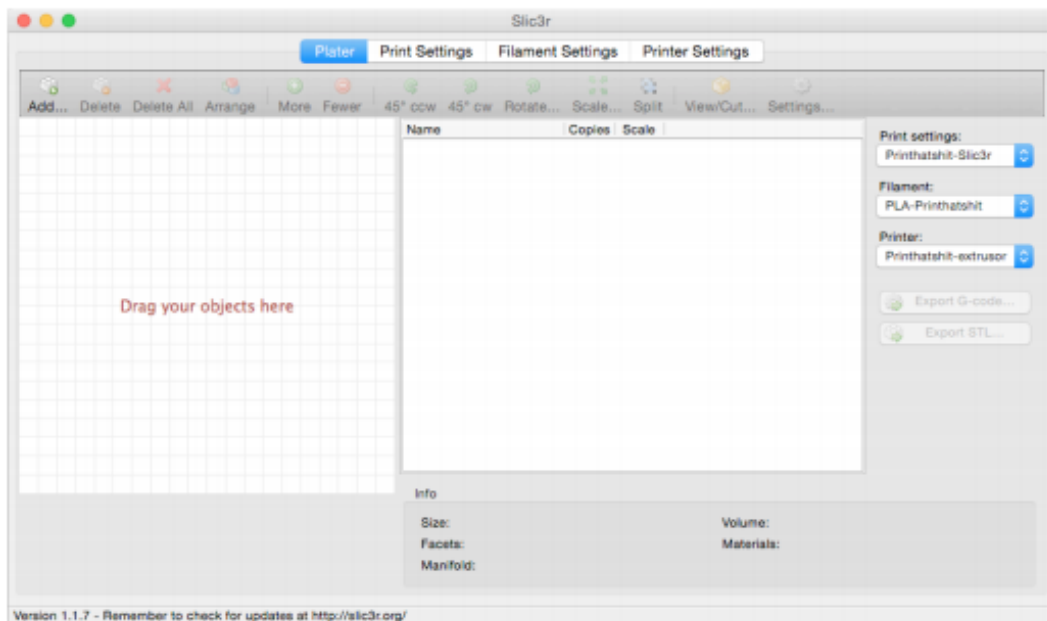 Slic3r
Plater Print Settings Filament Settings Printer Settings
Add... Delete Delete All Arrange More Fewer 45° ccw 45° cw Rotate... Scale... Split View/Cut... Settings...
Name Copies Scale
Print settings:
Printhatshit-Slic3r
Filament:
PLA-Printhatshit
Printer:
Printhatshit-extrusor
Drag your objects here
Export G-code...
Export STL...
Info
Size: Volume:
Facets: Materials:
Manifold:
Version 1.1.7 - Remember to check for updates at http://slic3r.org/